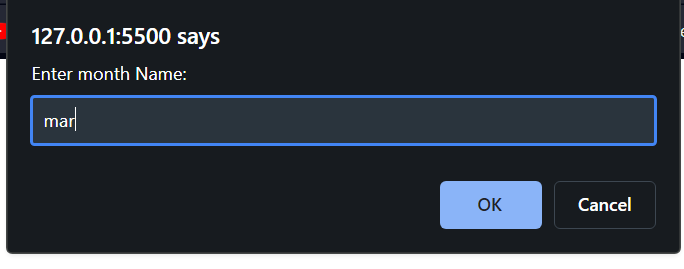 127.0.0.1:5500 says
Enter month Name:
mar
OK
Cancel